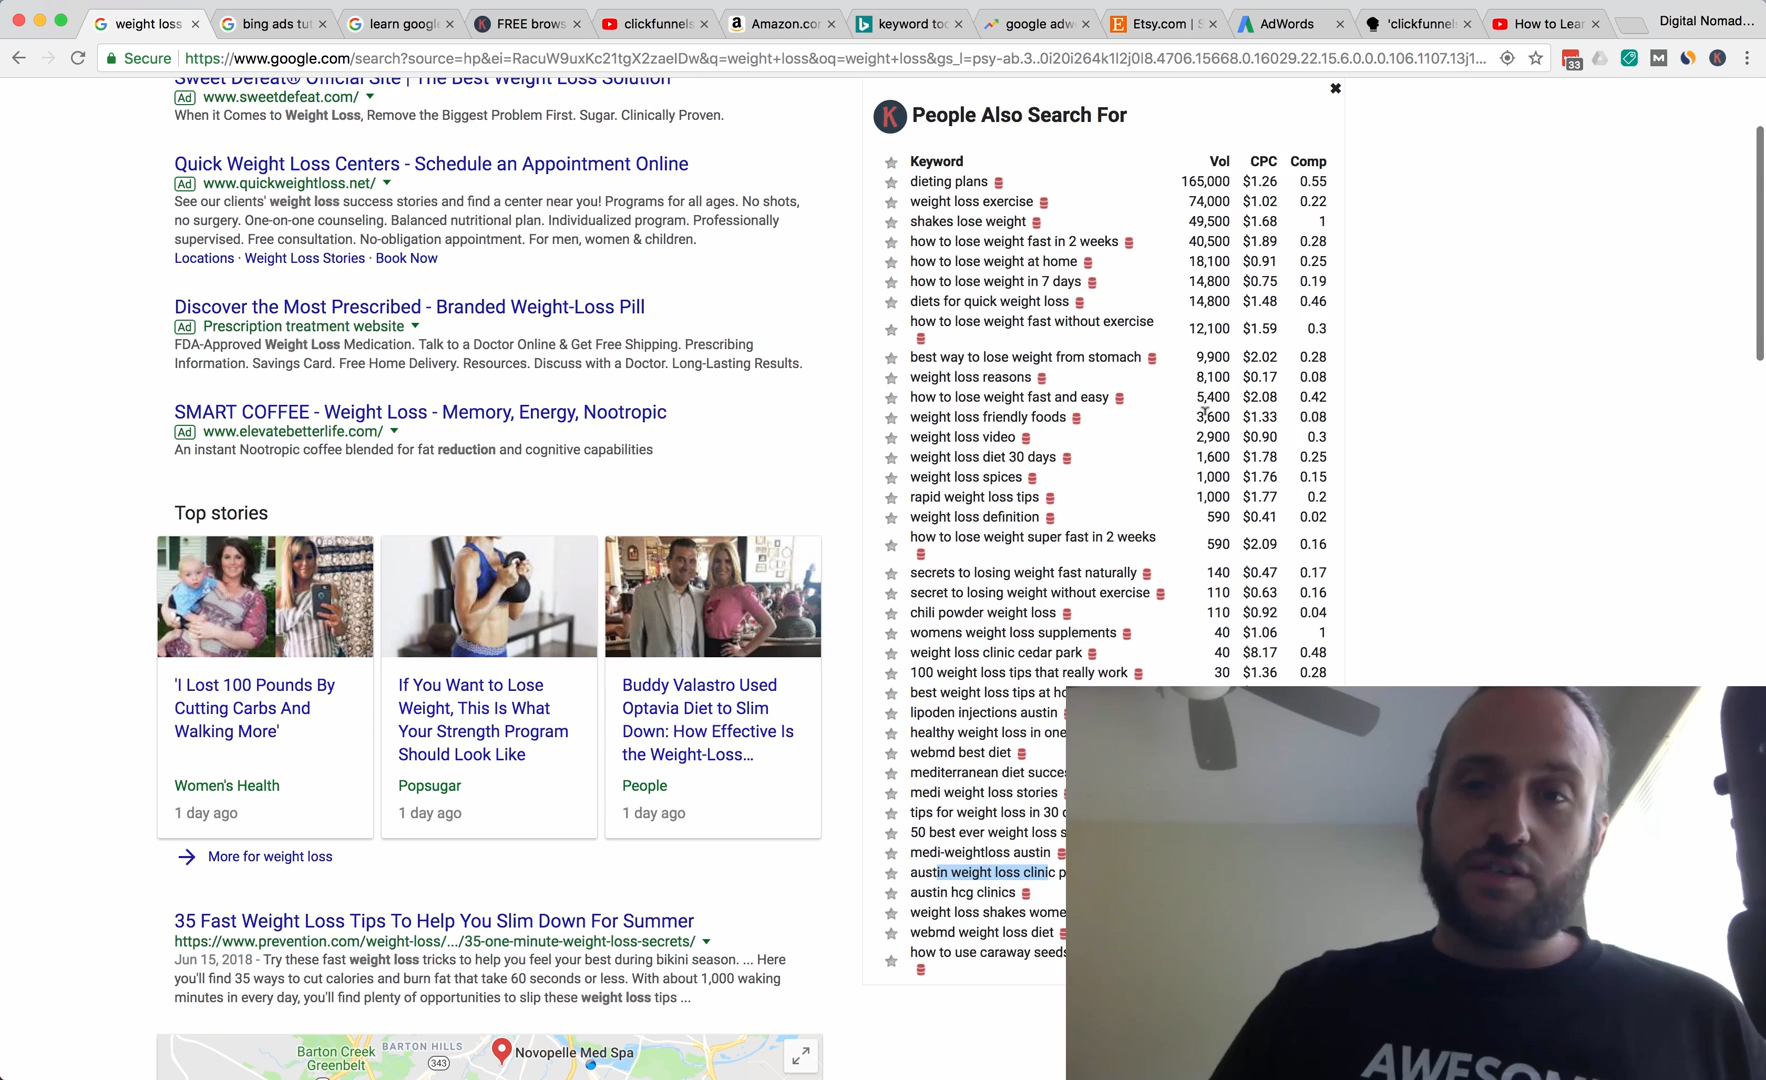 weight loss
bing ads tut
learn google
FREE brows
clickfunnels
Amazon.cor
keyword too
google adw
Etsy.com | S
AdWords
'clickfunnel
How to Lear
Digital Nomad...
Secure
https://www.google.com/search?source=hp&ei=RacuW9uxKc21tgX2zaeIDw&q=weight+loss&oq=weight+loss&gs_l=psy-ab.3..0i20i264k1l2j0l8.4706.15668.0.16029.22.15.6.0.0.0.106.1107.13j1...
33
Sweet Defeat® Official Site | The Best Weight Loss Solution
Ad www.sweetdefeat.com/
When it Comes to Weight Loss, Remove the Biggest Problem First. Sugar. Clinically Proven.
Quick Weight Loss Centers - Schedule an Appointment Online
Ad www.quickweightloss.net/
See our clients' weight loss success stories and find a center near you! Programs for all ages. No shots,
no surgery. One-on-one counseling. Balanced nutritional plan. Individualized program. Professionally
supervised. Free consultation. No-obligation appointment. For men, women & children.
Locations · Weight Loss Stories · Book Now
Discover the Most Prescribed - Branded Weight-Loss Pill
Ad Prescription treatment website
FDA-Approved Weight Loss Medication. Talk to a Doctor Online & Get Free Shipping. Prescribing
Information. Savings Card. Free Home Delivery. Resources. Discuss with a Doctor. Long-Lasting Results.
SMART COFFEE - Weight Loss - Memory, Energy, Nootropic
Ad www.elevatebetterlife.com/
An instant Nootropic coffee blended for fat reduction and cognitive capabilities
Top stories
'I Lost 100 Pounds By
Cutting Carbs And
Walking More'
Women's Health
1 day ago
If You Want to Lose
Weight, This Is What
Your Strength Program
Should Look Like
Popsugar
1 day ago
Buddy Valastro Used
Optavia Diet to Slim
Down: How Effective Is
the Weight-Loss...
People
1 day ago
More for weight loss
35 Fast Weight Loss Tips To Help You Slim Down For Summer
https://www.prevention.com/weight-loss/.../35-one-minute-weight-loss-secrets/
Jun 15, 2018 - Try these fast weight loss tricks to help you feel your best during bikini season. ... Here
you'll find 35 ways to cut calories and burn fat that take 60 seconds or less. With about 1,000 waking
minutes in every day, you'll find plenty of opportunities to slip these weight loss tips ...
Barton Creek
Greenbelt
BARTON HILLS
343
Novopelle Med Spa
K People Also Search For
Keyword Vol CPC Comp
dieting plans 165,000 $1.26 0.55
weight loss exercise 74,000 $1.02 0.22
shakes lose weight 49,500 $1.68 1
how to lose weight fast in 2 weeks 40,500 $1.89 0.28
how to lose weight at home 18,100 $0.91 0.25
how to lose weight in 7 days 14,800 $0.75 0.19
diets for quick weight loss 14,800 $1.48 0.46
how to lose weight fast without exercise 12,100 $1.59 0.3
best way to lose weight from stomach 9,900 $2.02 0.28
weight loss reasons 8,100 $0.17 0.08
how to lose weight fast and easy 5,400 $2.08 0.42
weight loss friendly foods 3,600 $1.33 0.08
weight loss video 2,900 $0.90 0.3
weight loss diet 30 days 1,600 $1.78 0.25
weight loss spices 1,000 $1.76 0.15
rapid weight loss tips 1,000 $1.77 0.2
weight loss definition 590 $0.41 0.02
how to lose weight super fast in 2 weeks 590 $2.09 0.16
secrets to losing weight fast naturally 140 $0.47 0.17
secret to losing weight without exercise 110 $0.63 0.16
chili powder weight loss 110 $0.92 0.04
womens weight loss supplements 40 $1.06 1
weight loss clinic cedar park 40 $8.17 0.48
100 weight loss tips that really work 30 $1.36 0.28
best weight loss tips at ho
lipoden injections austin
healthy weight loss in one
webmd best diet
mediterranean diet succe
medi weight loss stories
tips for weight loss in 30 d
50 best ever weight loss s
medi-weightloss austin
austin weight loss clinic p
austin hcg clinics
weight loss shakes wome
webmd weight loss diet
how to use caraway seeds
AWESOM